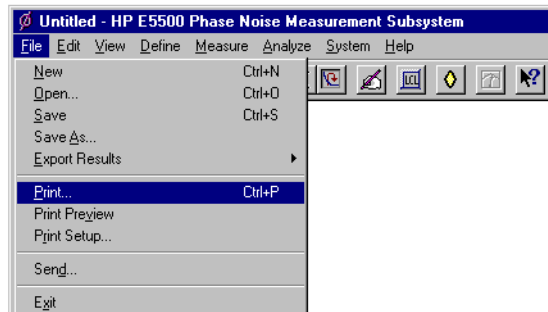 Untitled - HP E5500 Phase Noise Measurement Subsystem
File Edit View Define Measure Analyze System Help
New Ctrl+N
Open... Ctrl+O
Save Ctrl+S
Save As...
Export Results
Print... Ctrl+P
Print Preview
Print Setup...
Send...
Exit